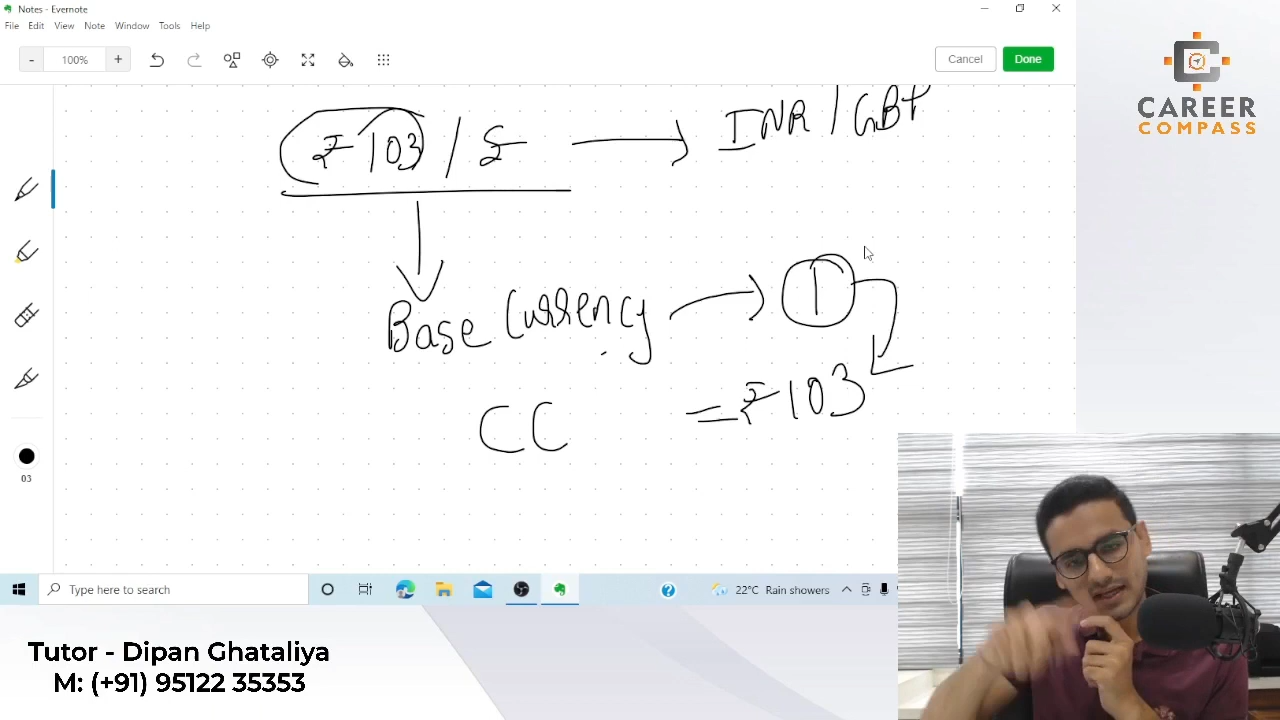 Notes - Evernote
File Edit View Note Window Tools Help
- 100% +
Cancel Done
₹103 / £ INR / GBP
Base Currency 1
= ₹103
CC
03
Type here to search
22°C Rain showers
CAREER
COMPASS
Tutor - Dipan Ghataliya
M: (+91) 95122 35353